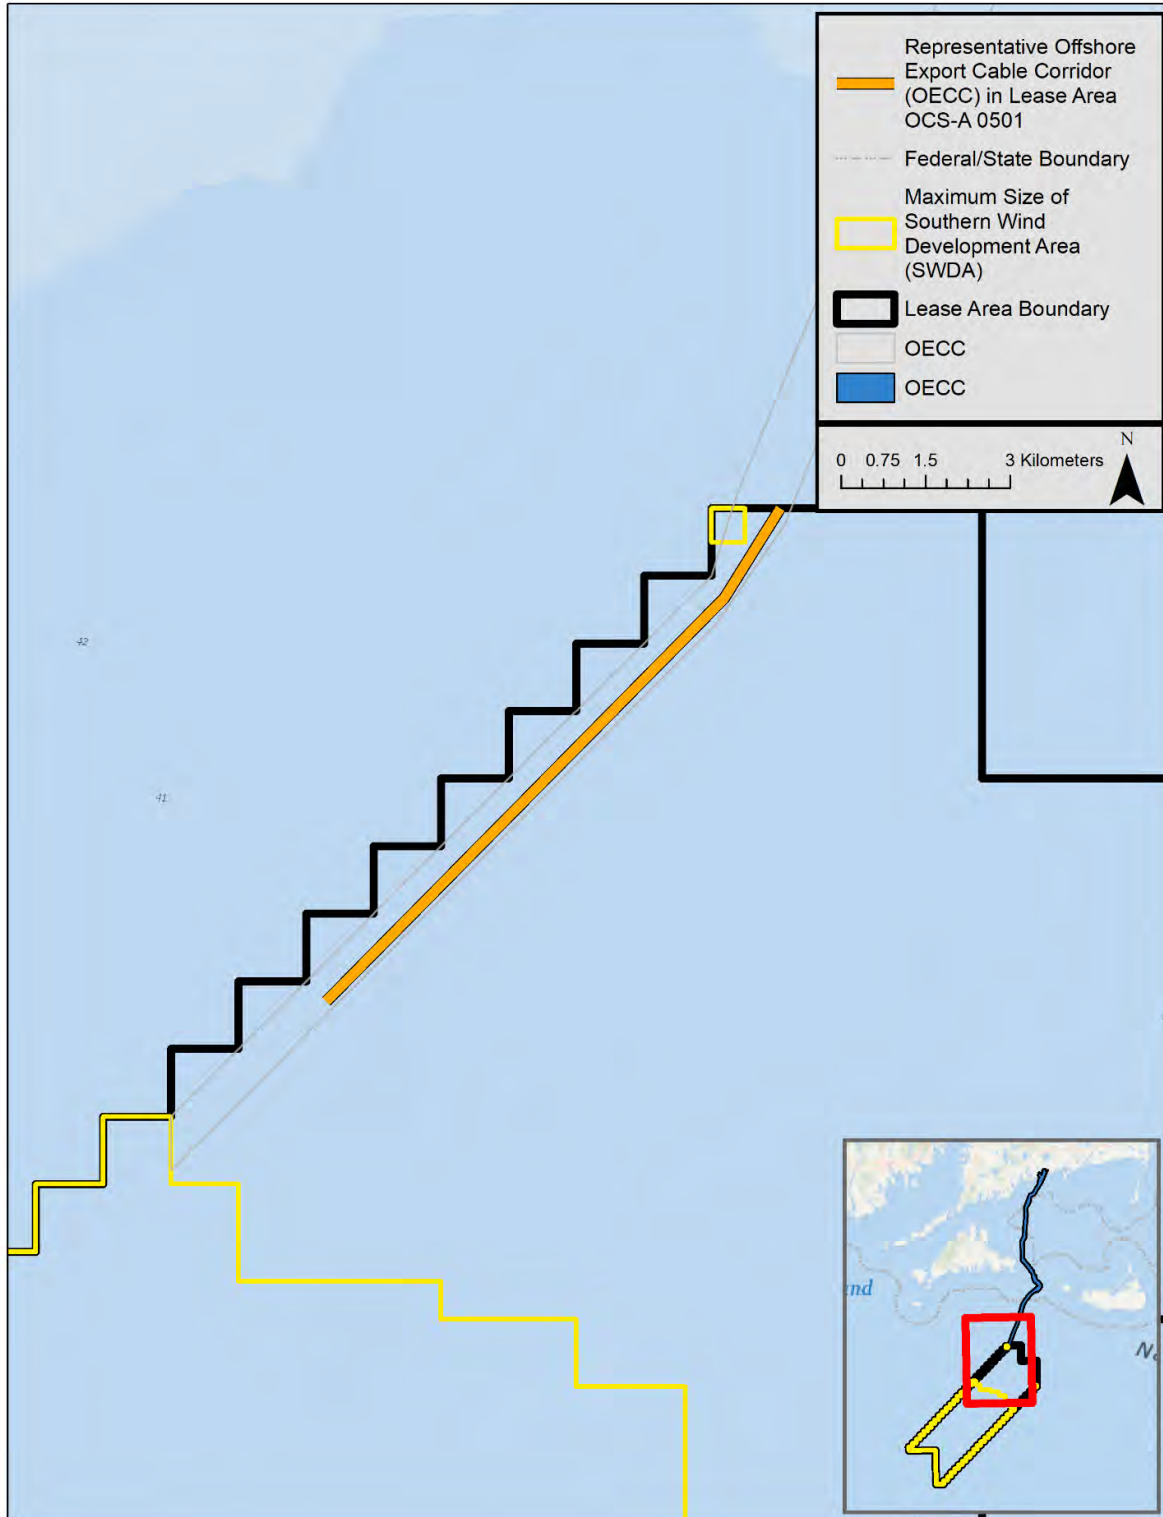 Representative Offshore
Export Cable Corridor
(OECC) in Lease Area
OCS-A 0501
Federal/State Boundary
Maximum Size of
Southern Wind
Development Area
(SWDA)
Lease Area Boundary
OECC
OECC
N
0 0.75 1.5 3 Kilometers
42
41
nd
Na